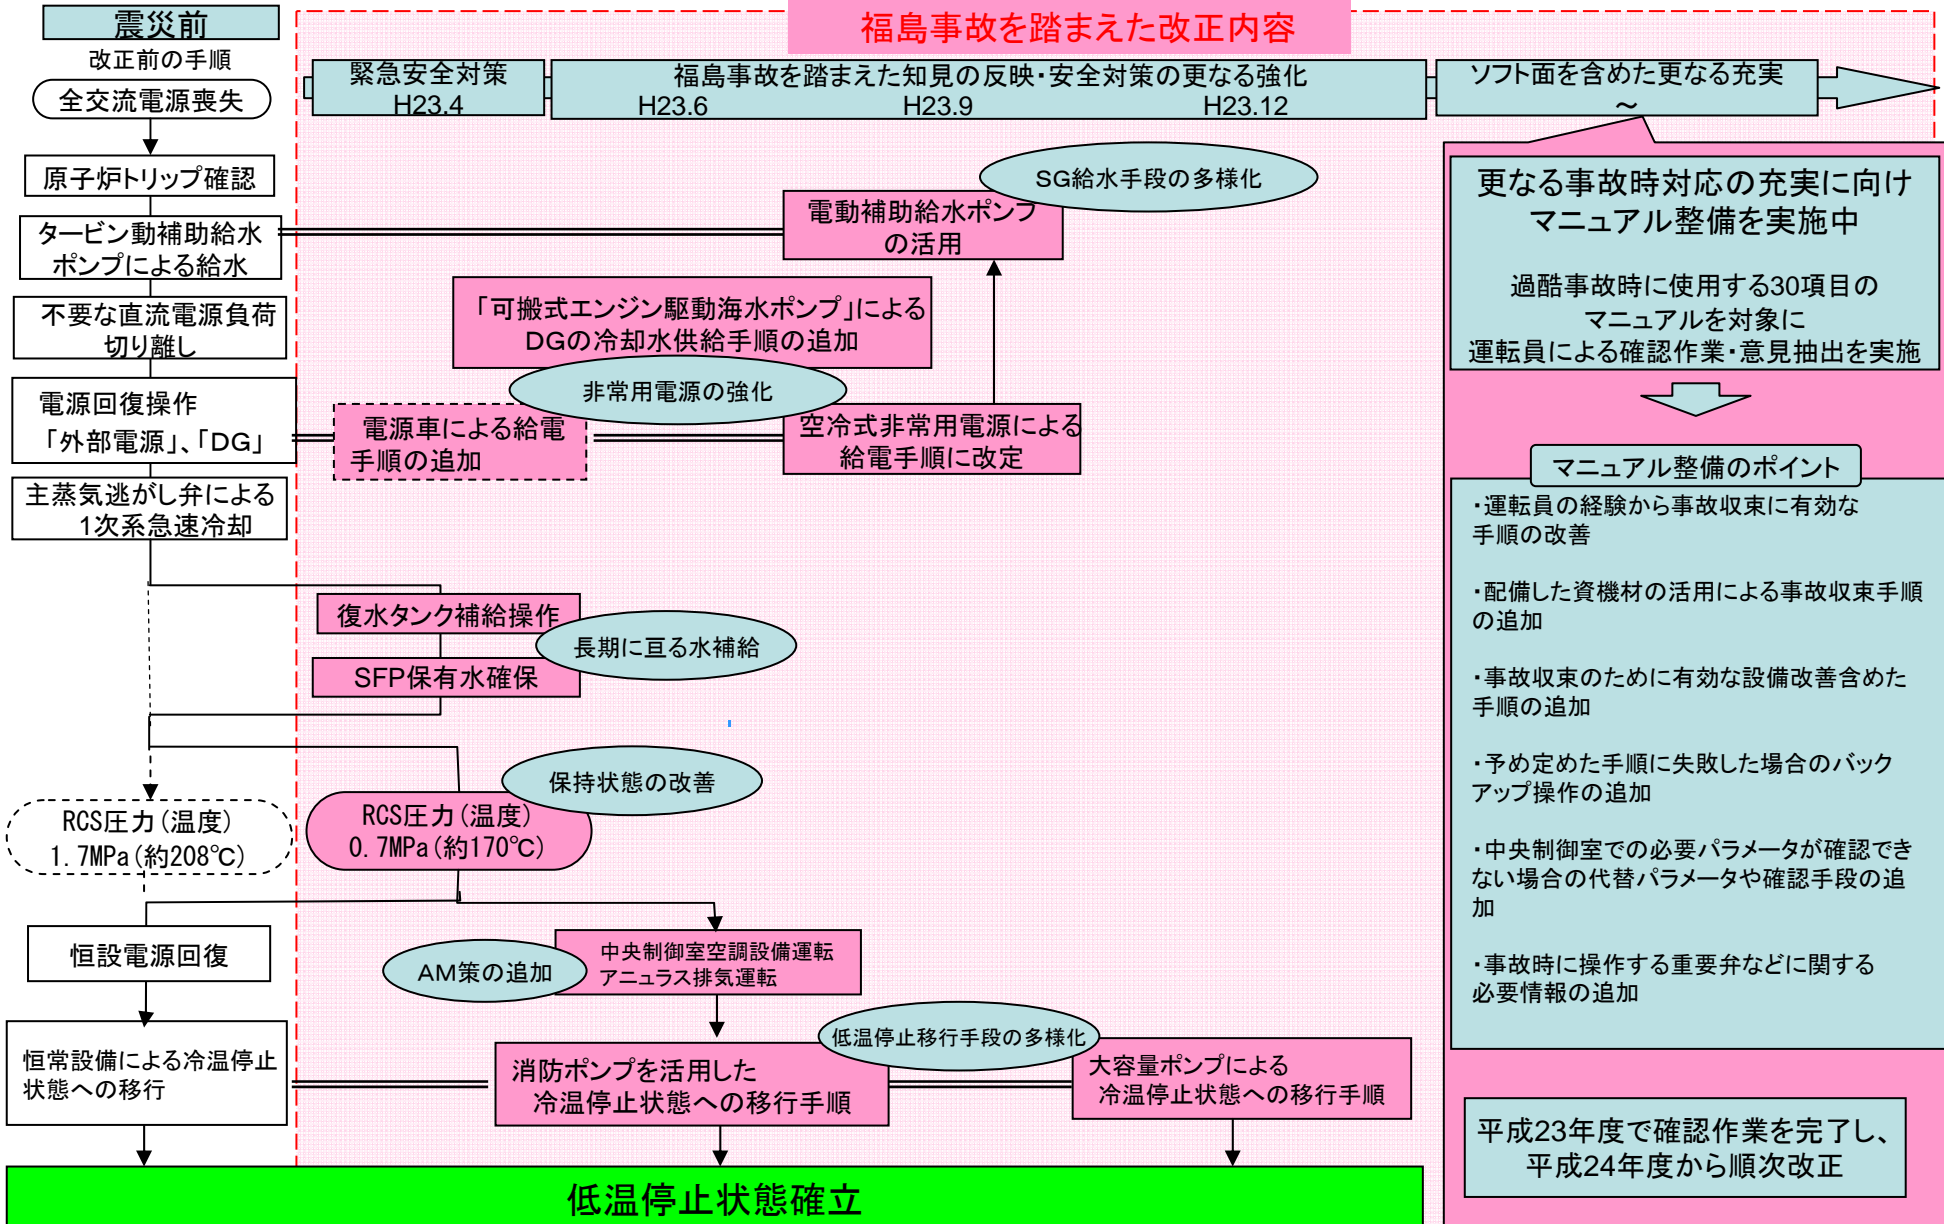 震災前
改正前の手順
全交流電源喪失
原子炉トリップ確認
タービン動補助給水
ポンプによる給水
不要な直流電源負荷
切り離し
電源回復操作
「外部電源」、「DG」
主蒸気逃がし弁による
1次系急速冷却
RCS圧力(温度)
1.7MPa(約208℃)
恒設電源回復
恒常設備による冷温停止
状態への移行
福島事故を踏まえた改正内容
緊急安全対策
H23.4
福島事故を踏まえた知見の反映・安全対策の更なる強化
H23.6 H23.9 H23.12
ソフト面を含めた更なる充実
～
SG給水手段の多様化
電動補助給水ポンプ
の活用
「可搬式エンジン駆動海水ポンプ」による
DGの冷却水供給手順の追加
非常用電源の強化
電源車による給電
手順の追加
空冷式非常用電源による
給電手順に改定
復水タンク補給操作
長期に亘る水補給
SFP保有水確保
保持状態の改善
RCS圧力(温度)
0.7MPa(約170℃)
AM策の追加
中央制御室空調設備運転
アニュラス排気運転
低温停止移行手段の多様化
消防ポンプを活用した
冷温停止状態への移行手順
大容量ポンプによる
冷温停止状態への移行手順
低温停止状態確立
更なる事故時対応の充実に向け
マニュアル整備を実施中
過酷事故時に使用する30項目の
マニュアルを対象に
運転員による確認作業・意見抽出を実施
マニュアル整備のポイント
・運転員の経験から事故収束に有効な
手順の改善
・配備した資機材の活用による事故収束手順
の追加
・事故収束のために有効な設備改善含めた
手順の追加
・予め定めた手順に失敗した場合のバック
アップ操作の追加
・中央制御室での必要パラメータが確認でき
ない場合の代替パラメータや確認手段の追
加
・事故時に操作する重要弁などに関する
必要情報の追加
平成23年度で確認作業を完了し、
平成24年度から順次改正